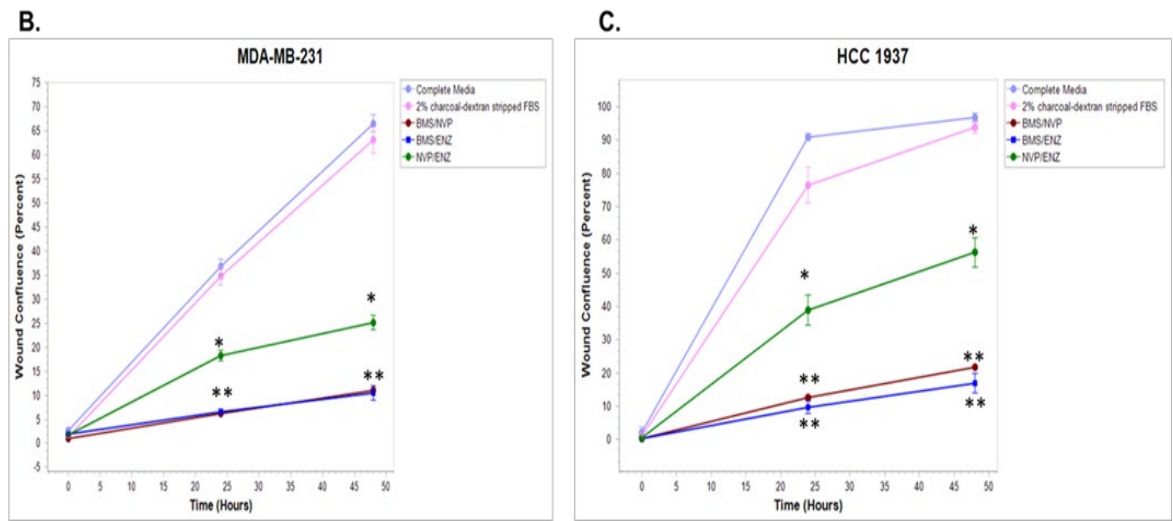 B.
MDA-MB-231
Wound Confluence (Percent)
75
70
65
60
55
50
45
40
35
30
25
20
15
10
5
0
-5
*
*
**
**
0 5 10 15 20 25 30 35 40 45 50
Time (Hours)
Complete Media
2% charcoal-dextran stripped FBS
BMS/NVP
BMS/ENZ
NVP/ENZ
C.
HCC 1937
Wound Confluence (Percent)
100
90
80
70
60
50
40
30
20
10
0
*
*
**
**
**
**
0 5 10 15 20 25 30 35 40 45 50
Time (Hours)
Complete Media
2% charcoal-dextran stripped FBS
BMS/NVP
BMS/ENZ
NVP/ENZ